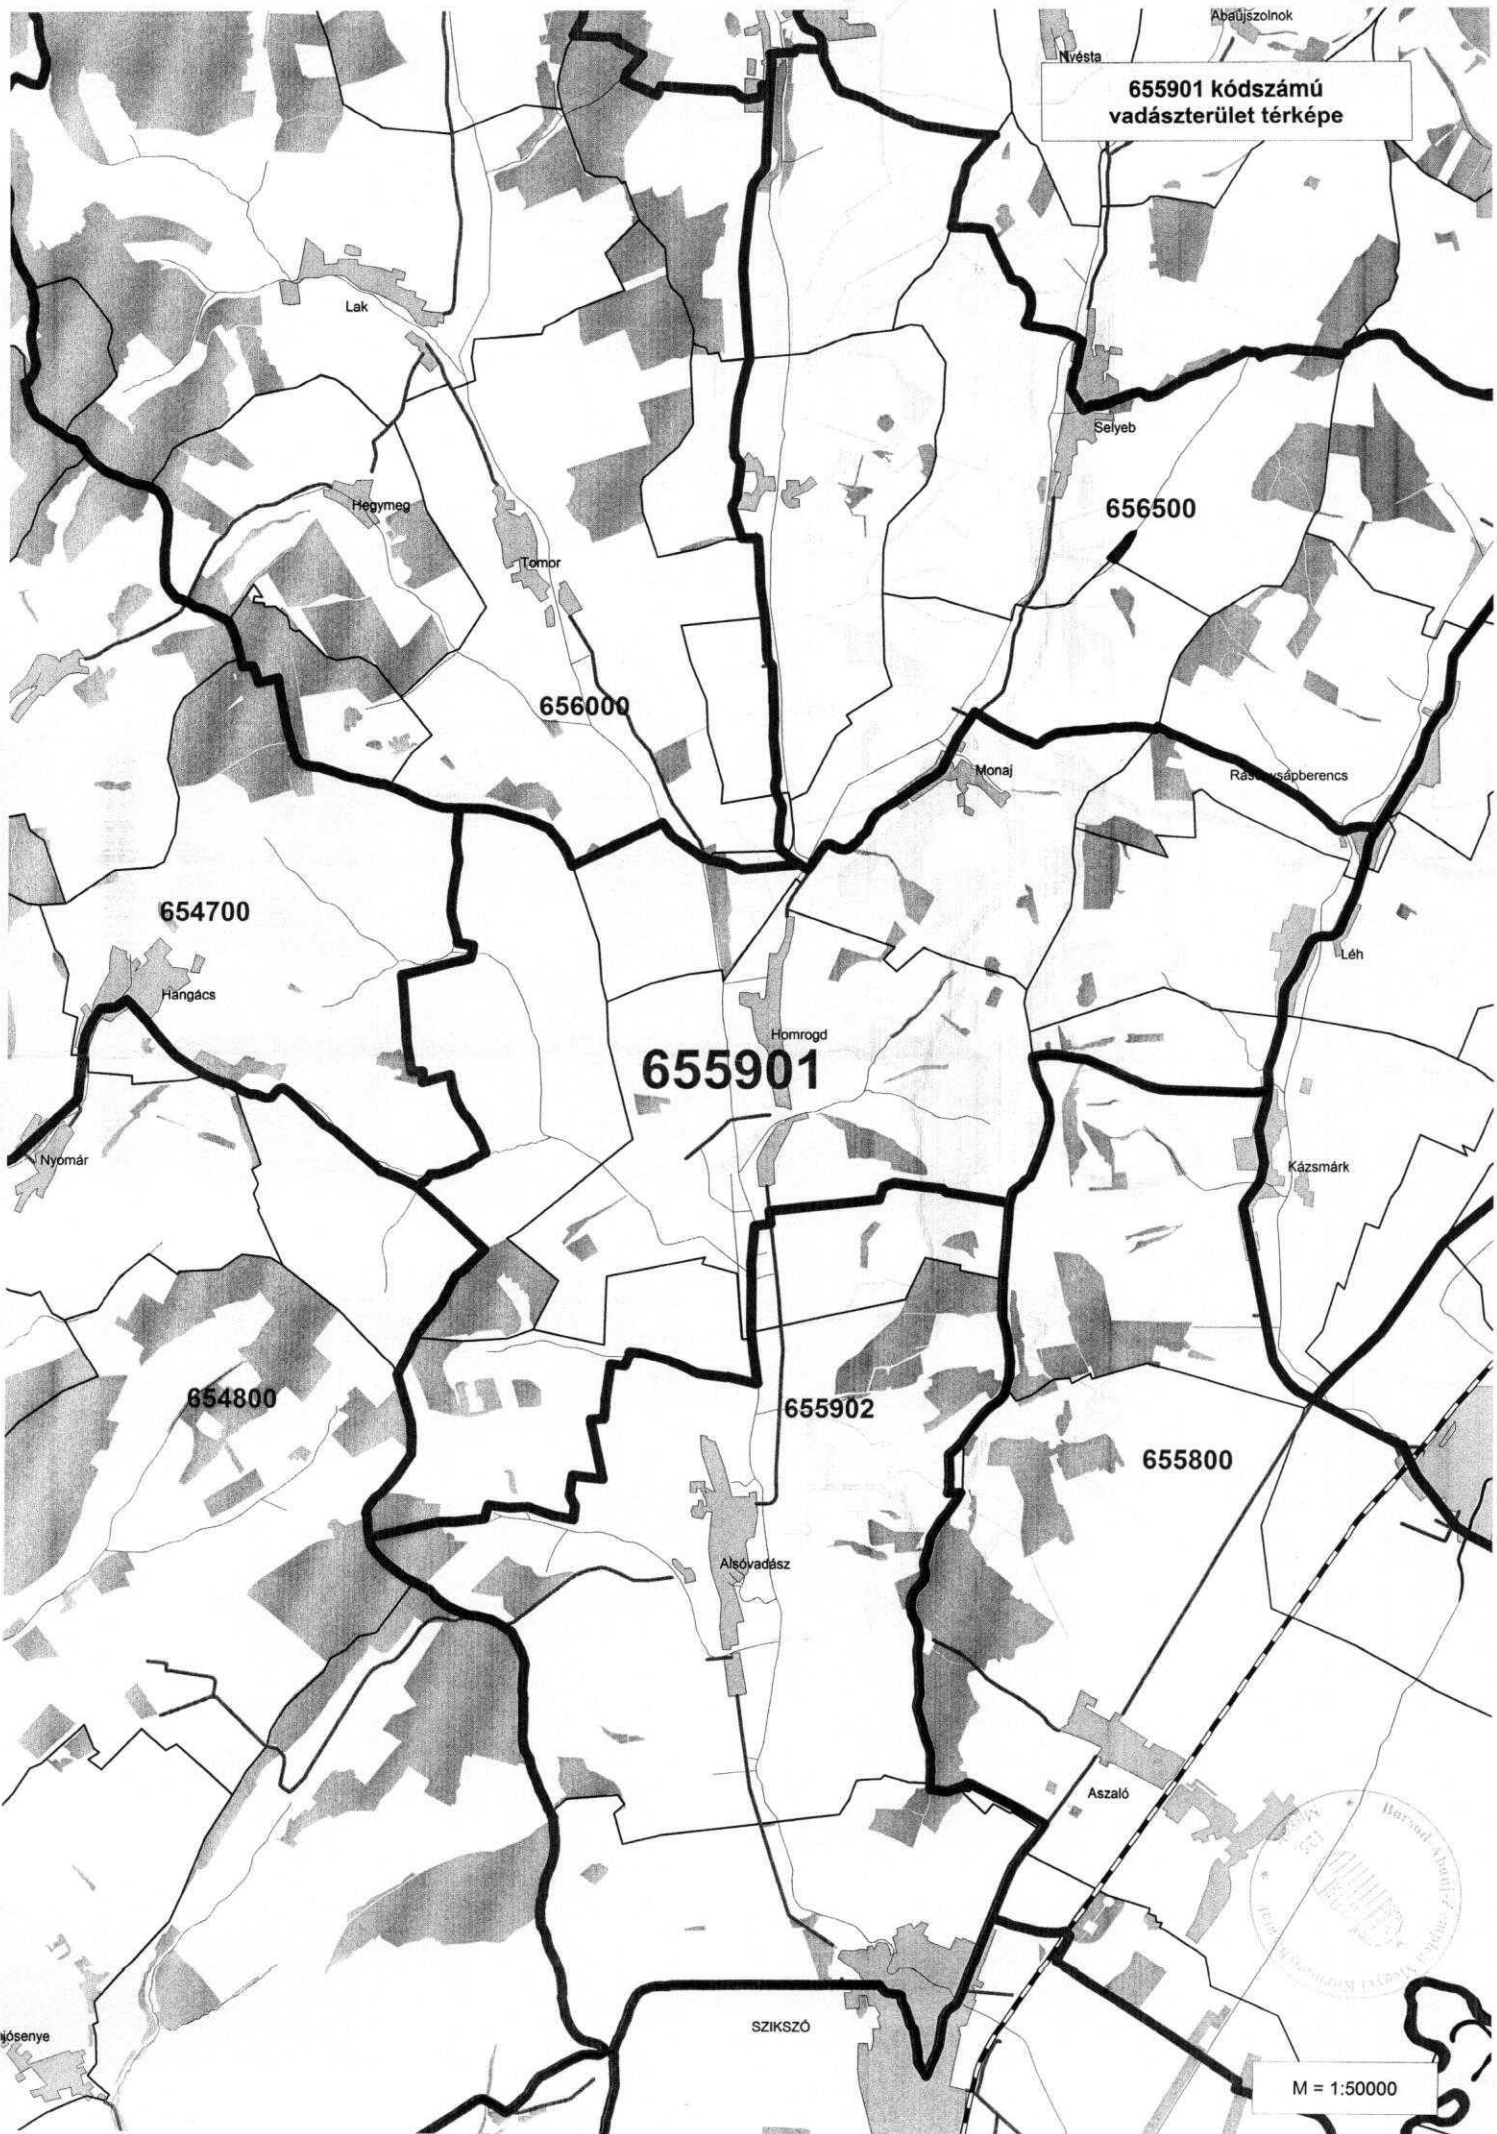 Abaújszolnok
Nyésta
655901 kódszámú
vadászterület térképe
Lak
Selyeb
Hegymeg
656500
Tomor
656000
Monaj
Rásonysápberencs
654700
Léh
Hangács
Homrogd
655901
Nyomár
Kázsmárk
654800
655902
655800
Alsóvadász
Aszaló
SZIKSZÓ
M = 1:50000